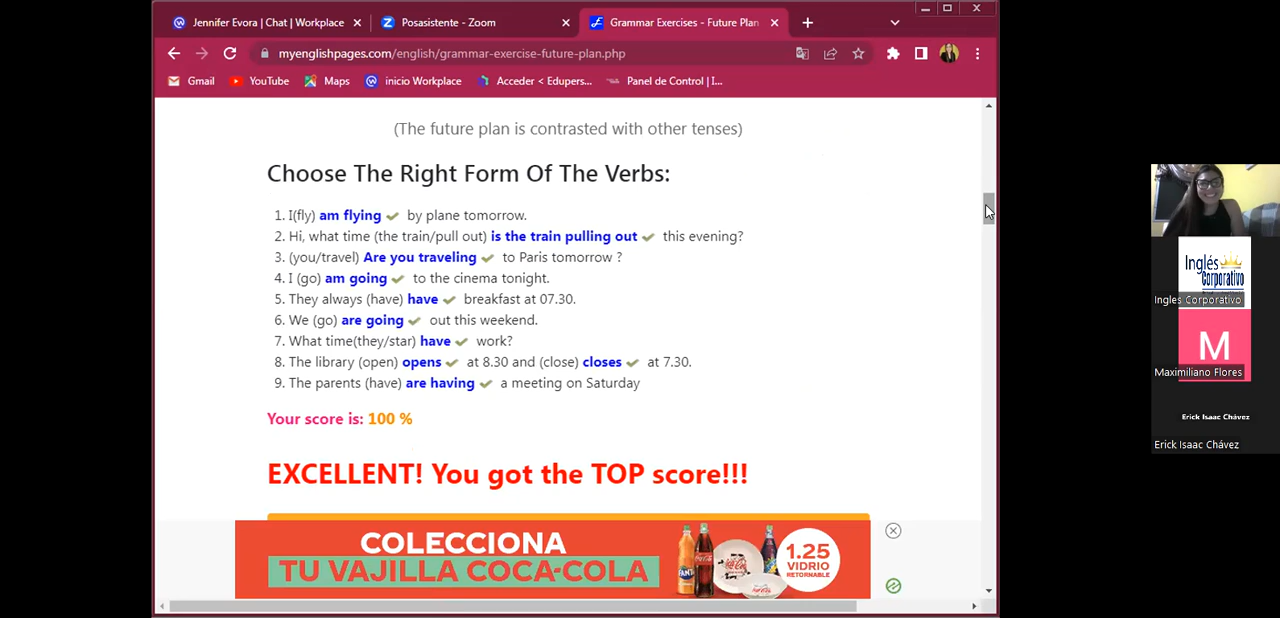 Jennifer Evora | Chat | Workplace
Posasistente - Zoom
Grammar Exercises - Future Plan
myenglishpages.com/english/grammar-exercise-future-plan.php
Gmail
YouTube
Maps
inicio Workplace
Acceder < Edupers...
Panel de Control | I...
(The future plan is contrasted with other tenses)
Choose The Right Form Of The Verbs:
1. I(fly) am flying by plane tomorrow.
2. Hi, what time (the train/pull out) is the train pulling out this evening?
3. (you/travel) Are you traveling to Paris tomorrow ?
4. I (go) am going to the cinema tonight.
5. They always (have) have breakfast at 07.30.
6. We (go) are going out this weekend.
7. What time(they/star) have work?
8. The library (open) opens at 8.30 and (close) closes at 7.30.
9. The parents (have) are having a meeting on Saturday
Your score is: 100 %
EXCELLENT! You got the TOP score!!!
COLECCIONA
TU VAJILLA COCA-COLA
1.25
VIDRIO
RETORNABLE
Inglés
Corporativo
Ingles Corporativo
M
Maximiliano Flores
Erick Isaac Chávez
Erick Isaac Chávez